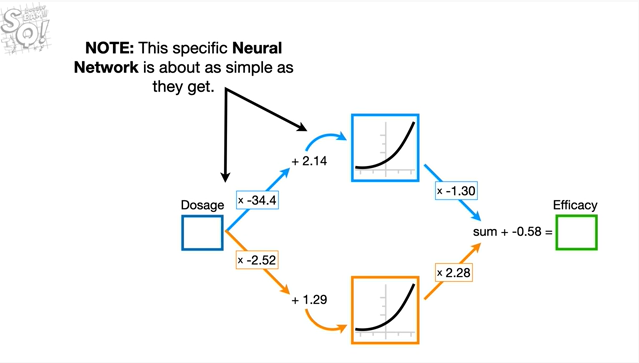 NOTE: This specific Neural
Network is about as simple as
they get.
+ 2.14
Dosage
x -34.4
x -1.30
Efficacy
sum + -0.58 =
x -2.52
x 2.28
+ 1.29